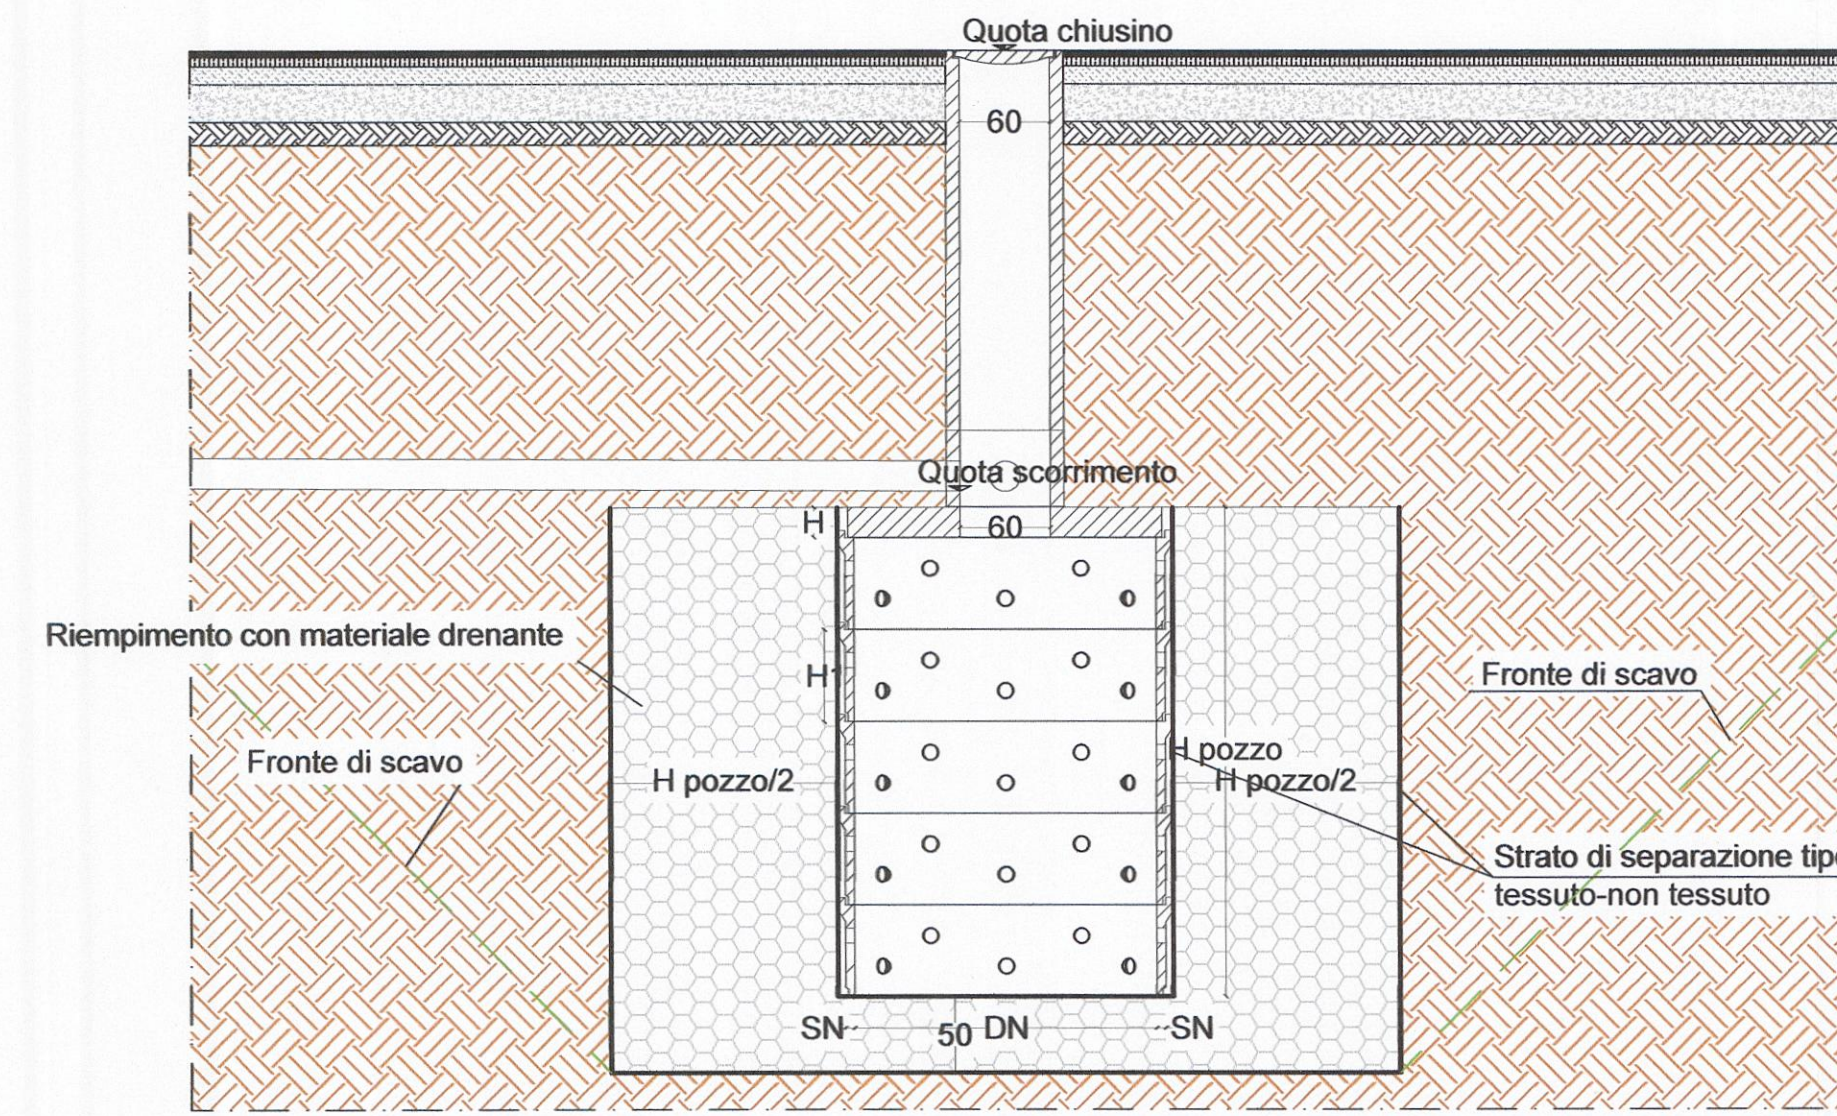 Quota chiusino
60
Quota scorrimento
H
60
Riempimento con materiale drenante
H1
Fronte di scavo
H pozzo
Fronte di scavo
H pozzo/2
H pozzo/2
Strato di separazione tipo
tessuto-non tessuto
SN
50
DN
SN